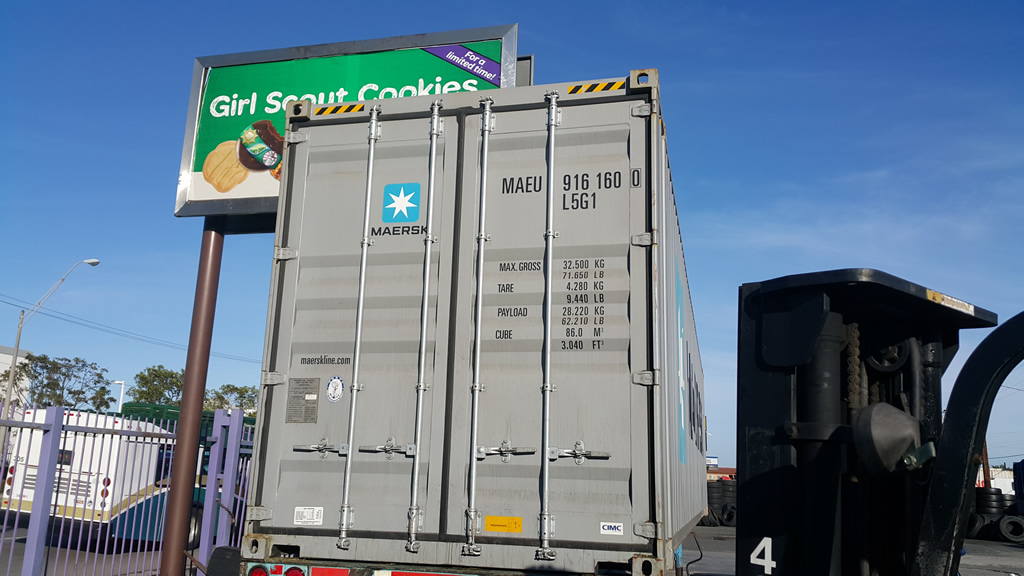 For a
limited time!
Girl Scout Cookies
MAERSK
MAEU 916 160 0
L5G1
MAX. GROSS 32.500 KG
71.650 LB
TARE 4.280 KG
9.440 LB
PAYLOAD 28.220 KG
62.210 LB
CUBE 86.0 M³
3.040 FT³
maerskline.com
CIMC
4